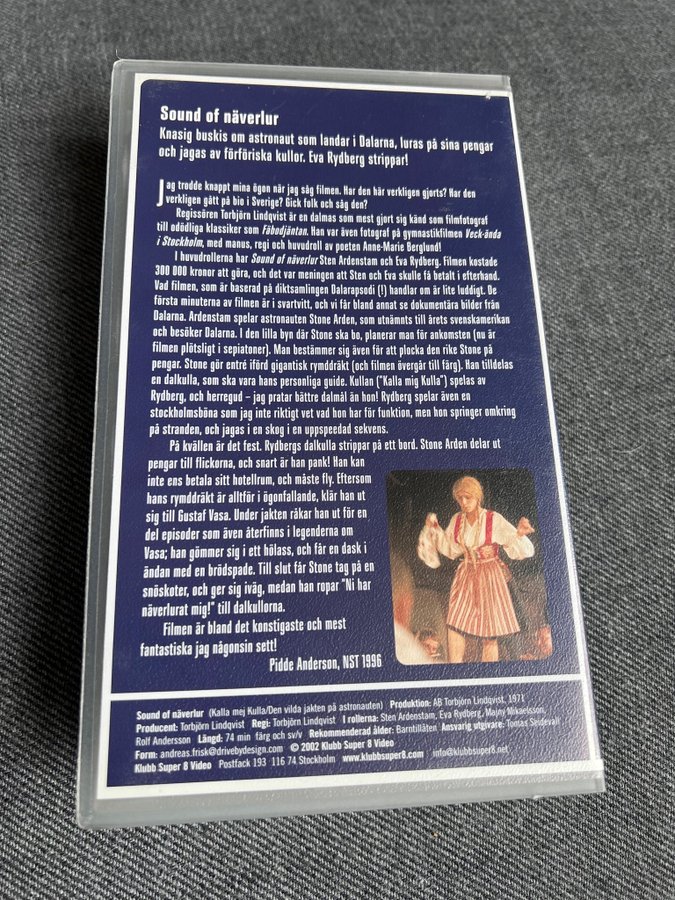 Sound of näverlur
Knasig buskis om astronaut som landar i Dalarna, luras på sina pengar
och jagas av förföriska kullor. Eva Rydberg strippar!
Jag trodde knappt mina ögon när jag såg filmen. Har den här verkligen gjorts? Har den
verkligen gått på bio i Sverige? Gick folk och såg den?
Regissören Torbjörn Lindqvist är en dalmas som mest gjort sig känd som filmfotograf
till odödliga klassiker som Fäbodjäntan. Han var även fotograf på gymnastikfilmen Veck-ända
i Stockholm, med manus, regi och huvudroll av poeten Anne-Marie Berglund!
I huvudrollerna har Sound of näverlur Sten Ardenstam och Eva Rydberg. Filmen kostade
300 000 kronor att göra, och det var meningen att Sten och Eva skulle få betalt i efterhand.
Vad filmen, som är baserad på diktsamlingen Dalarapsodi (!) handlar om är lite luddigt. De
första minuterna av filmen är i svartvitt, och vi får bland annat se dokumentära bilder från
Dalarna. Ardenstam spelar astronauten Stone Arden, som utnämnts till årets svenskamerikan
och besöker Dalarna. I den lilla byn där Stone ska bo, planerar man för ankomsten (nu är
filmen plötsligt i sepiatoner). Man bestämmer sig även för att plocka den rike Stone på
pengar. Stone gör entré iförd gigantisk rymddräkt (och filmen övergår till färg). Han tilldelas
en dalkulla, som ska vara hans personliga guide. Kullan ("Kalla mig Kulla") spelas av
Rydberg, och herregud – jag pratar bättre dalmål än hon! Rydberg spelar även en
stockholmsböna som jag inte riktigt vet vad hon har för funktion, men hon springer omkring
på stranden, och jagas i en skog i en uppspeedad sekvens.
På kvällen är det fest. Rydbergs dalkulla strippar på ett bord. Stone Arden delar ut
pengar till flickorna, och snart är han pank! Han kan
inte ens betala sitt hotellrum, och måste fly. Eftersom
hans rymddräkt är alltför i ögonfallande, klär han ut
sig till Gustaf Vasa. Under jakten råkar han ut för en
del episoder som även återfinns i legenderna om
Vasa; han gömmer sig i ett hölass, och får en dask i
ändan med en brödspade. Till slut får Stone tag på en
snöskoter, och ger sig iväg, medan han ropar "Ni har
näverlurat mig!" till dalkullorna.
Filmen är bland det konstigaste och mest
fantastiska jag någonsin sett!
Pidde Anderson, NST 1996
Sound of näverlur (Kalla mej Kulla/Den vilda jakten på astronauten) Produktion: AB Torbjörn Lindqvist, 1971
Producent: Torbjörn Lindqvist Regi: Torbjörn Lindqvist I rollerna: Sten Ardenstam, Eva Rydberg, Majny Mikaelsson,
Rolf Andersson Längd: 74 min färg och sv/v Rekommenderad ålder: Barntillåten Ansvarig utgivare: Tomas Seidevall
Form: andreas.frisk@drivebydesign.com © 2002 Klubb Super 8 Video
Klubb Super 8 Video Postfack 193 116 74 Stockholm www.klubbsuper8.com info@klubbsuper8.net